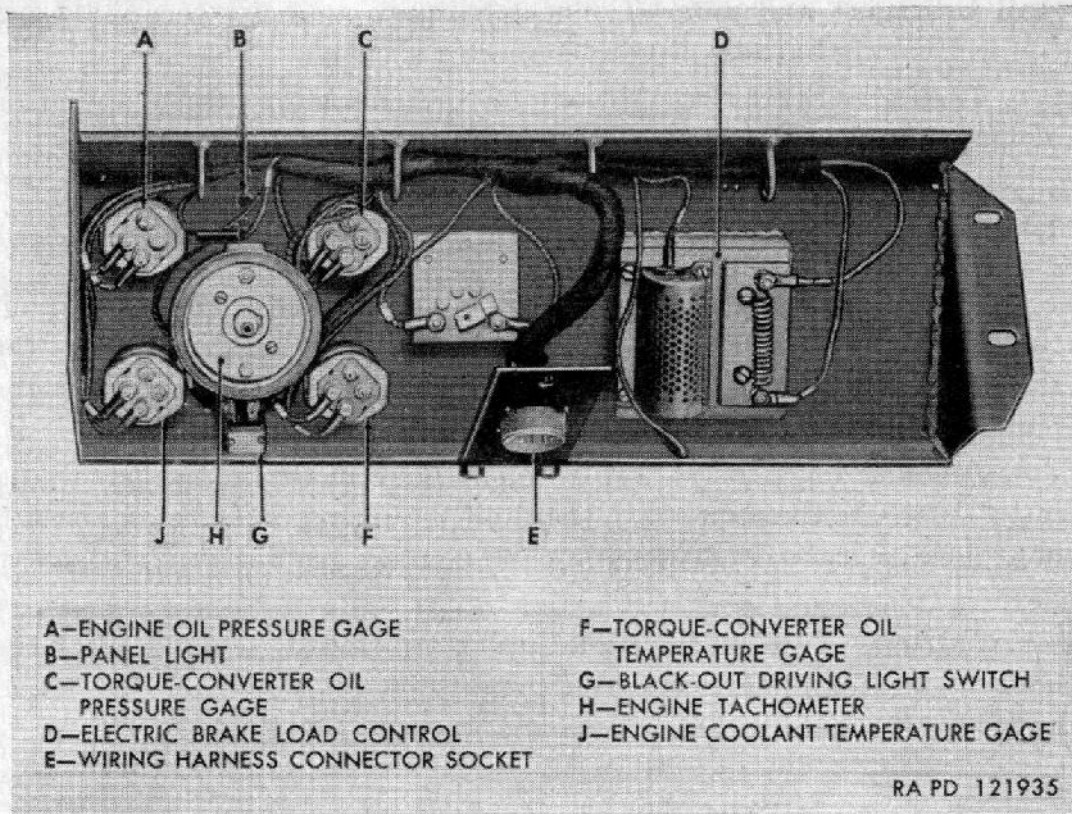 A B C D
J H G F E
A—ENGINE OIL PRESSURE GAGE
B—PANEL LIGHT
C—TORQUE-CONVERTER OIL
PRESSURE GAGE
D—ELECTRIC BRAKE LOAD CONTROL
E—WIRING HARNESS CONNECTOR SOCKET
F—TORQUE-CONVERTER OIL
TEMPERATURE GAGE
G—BLACK-OUT DRIVING LIGHT SWITCH
H—ENGINE TACHOMETER
J—ENGINE COOLANT TEMPERATURE GAGE
RA PD 121935